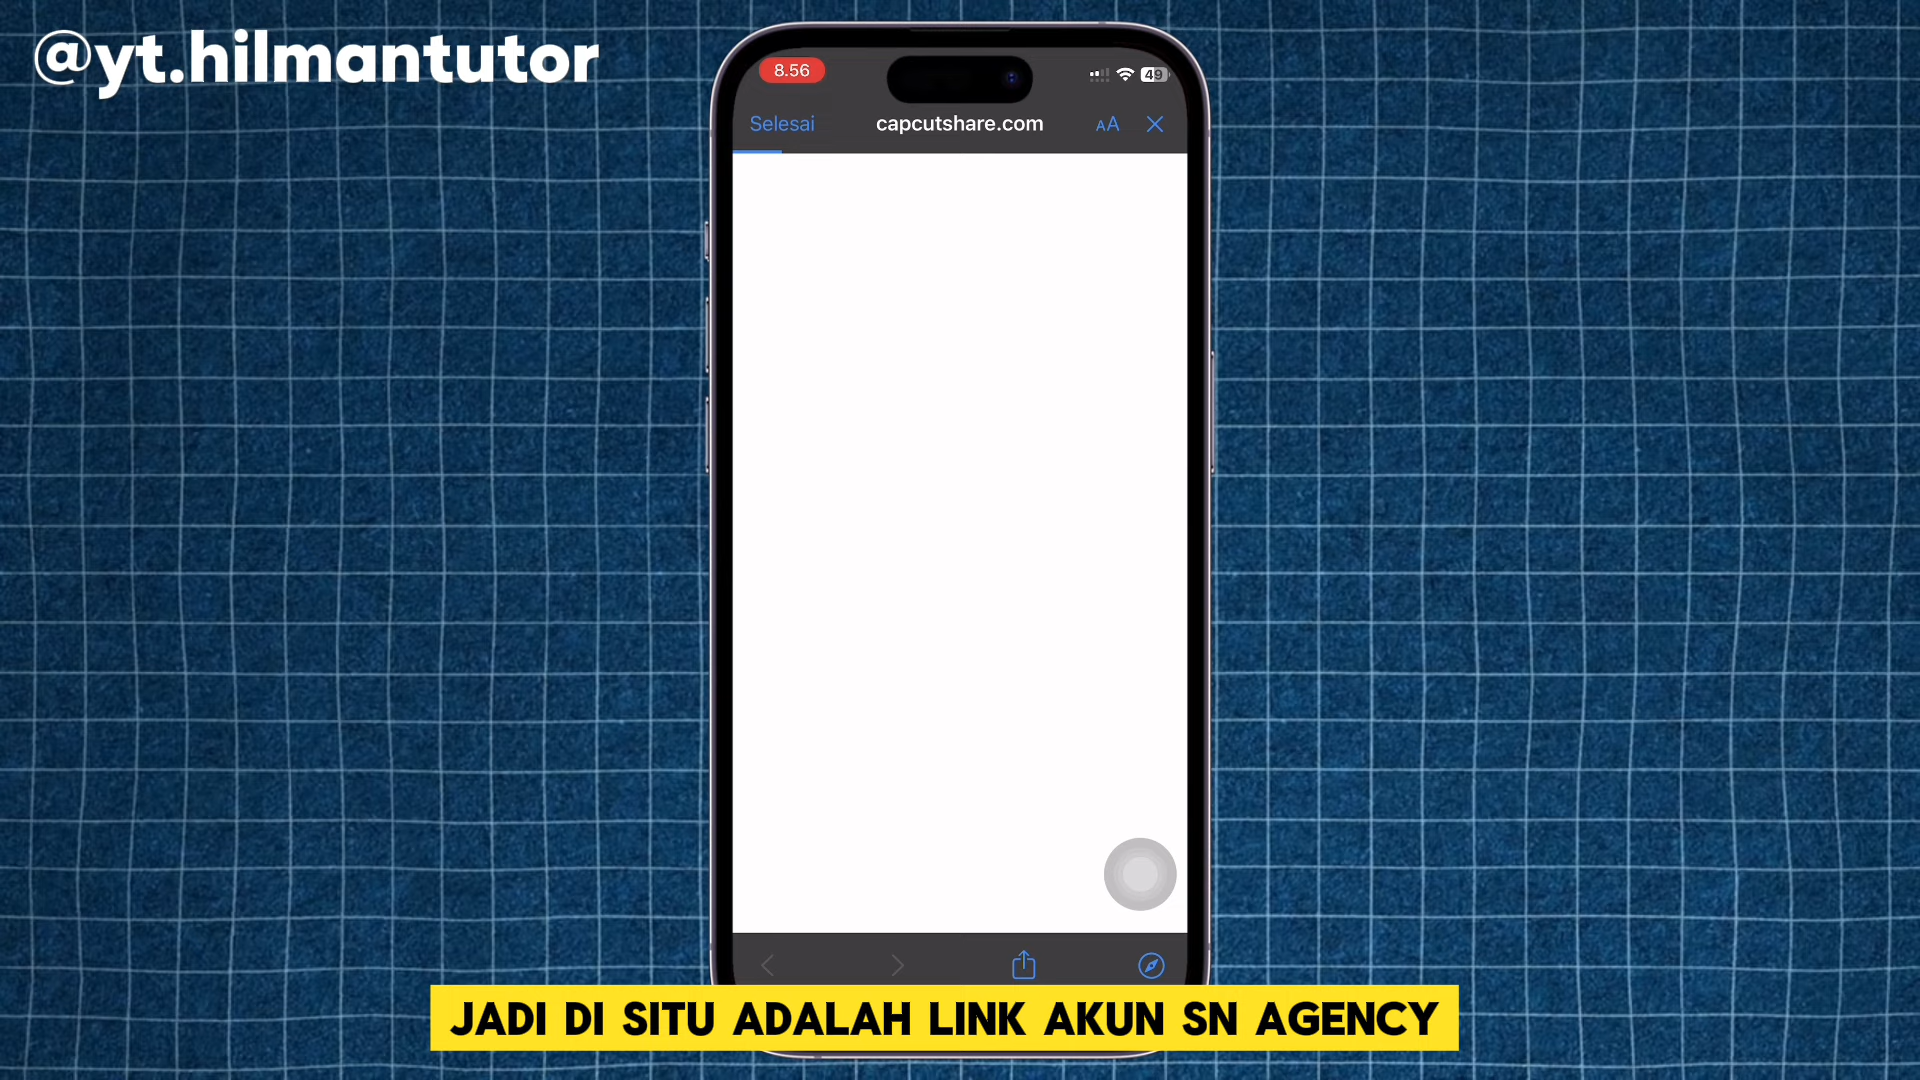 @yt.hilmantutor
8.56
49
Selesai
capcutshare.com
AA
JADI DI SITU ADALAH LINK AKUN SN AGENCY